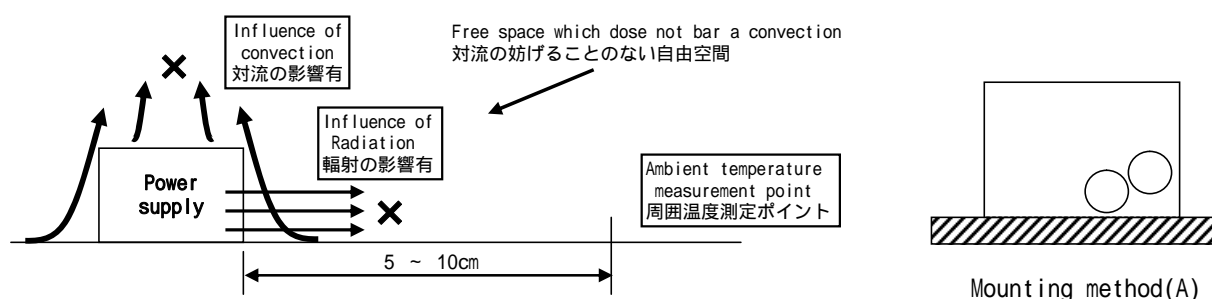 Influence of
convection
対流の影響有
Free space which dose not bar a convection
対流の妨げることのない自由空間
Influence of
Radiation
輻射の影響有
Power
supply
Ambient temperature
measurement point
周囲温度測定ポイント
5 ~ 10cm
Mounting method(A)